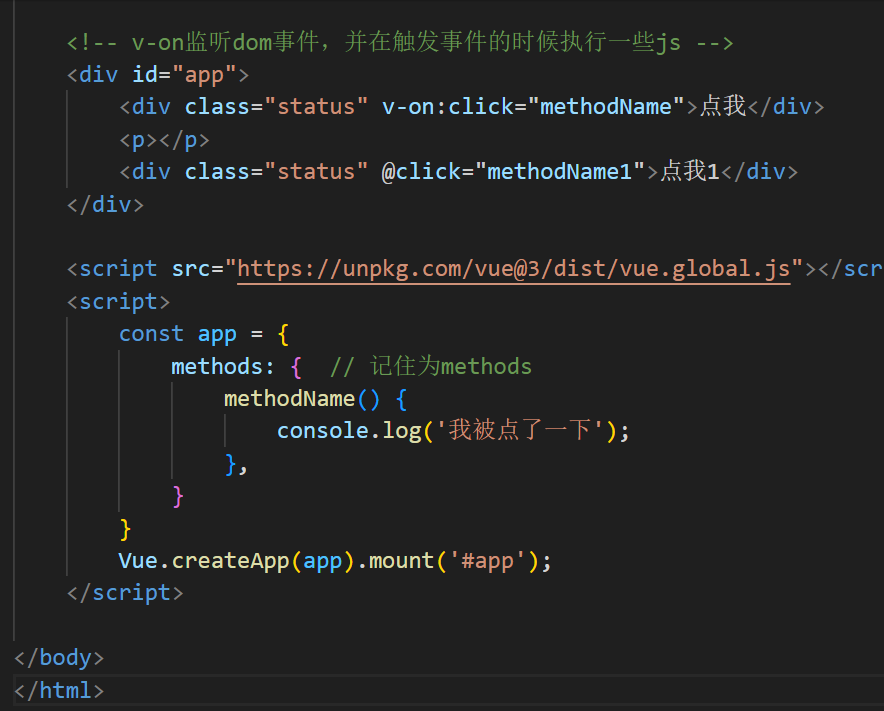 <!-- v-on监听dom事件，并在触发事件的时候执行一些js -->
<div id="app">
<div class="status" v-on:click="methodName">点我</div>
<p></p>
<div class="status" @click="methodName1">点我1</div>
</div>
<script src="https://unpkg.com/vue@3/dist/vue.global.js"></scr
<script>
const app = {
methods: {  // 记住为methods
methodName() {
console.log('我被点了一下');
},
}
}
Vue.createApp(app).mount('#app');
</script>
</body>
</html>